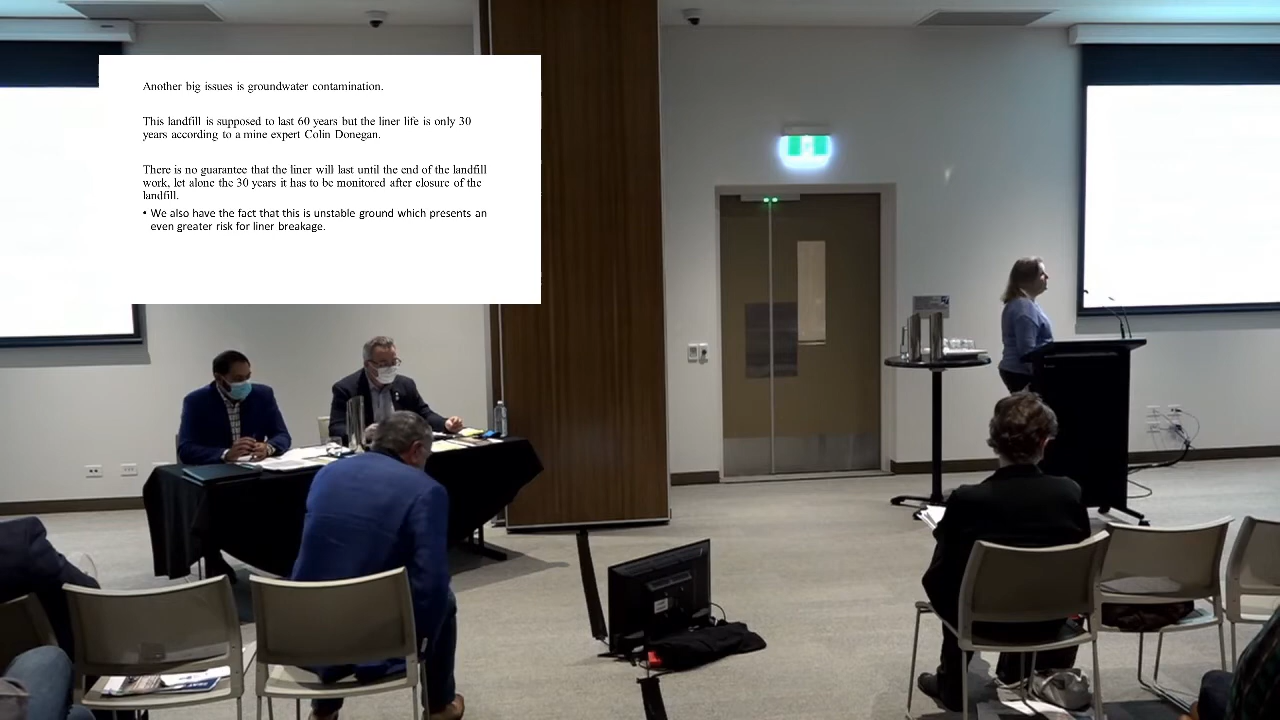 Another big issues is groundwater contamination.
This landfill is supposed to last 60 years but the liner life is only 30
years according to a mine expert Colin Donegan.
There is no guarantee that the liner will last until the end of the landfill
work, let alone the 30 years it has to be monitored after closure of the
landfill.
• We also have the fact that this is unstable ground which presents an
even greater risk for liner breakage.